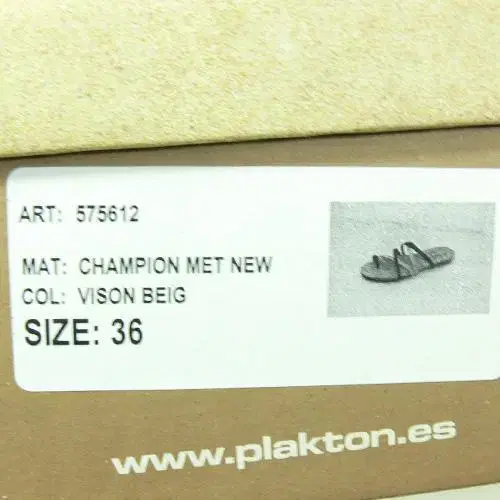 ART: 575612
MAT: CHAMPION MET NEW
COL: VISON BEIG
SIZE: 36
www.plakton.es